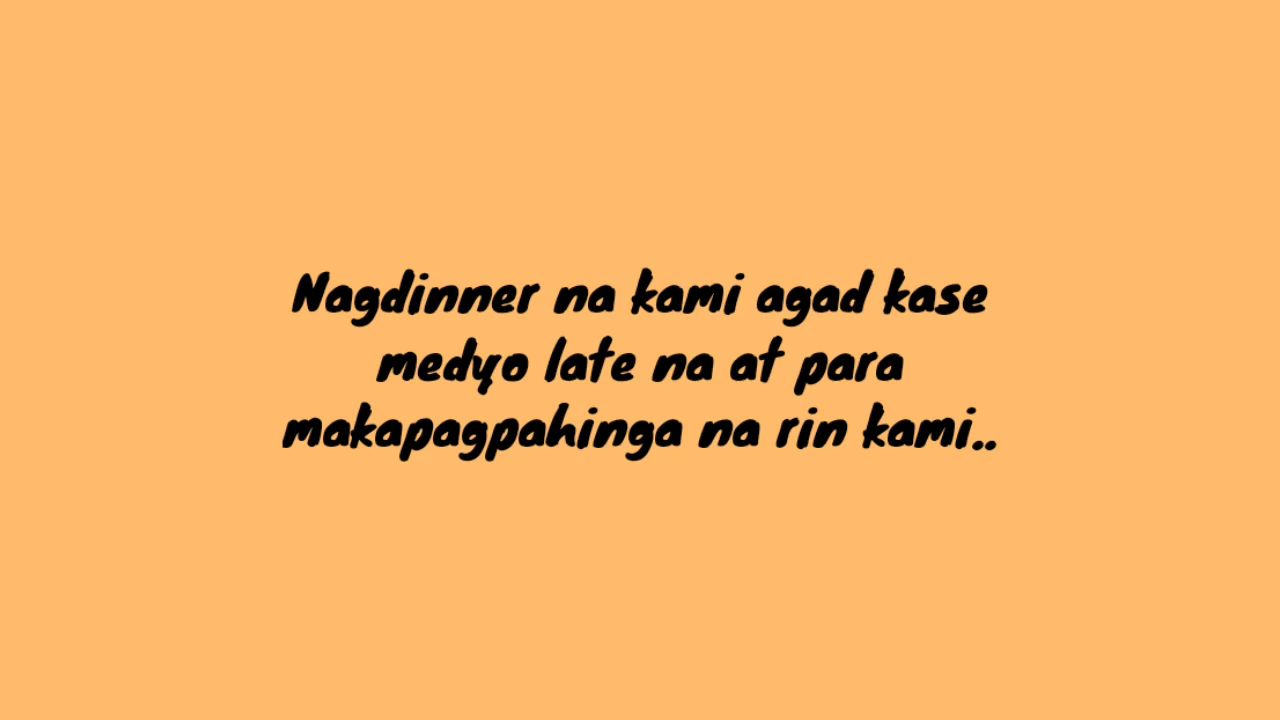 Nagdinner na kami agad kase
medyo late na at para
makapagpahinga na rin kami..